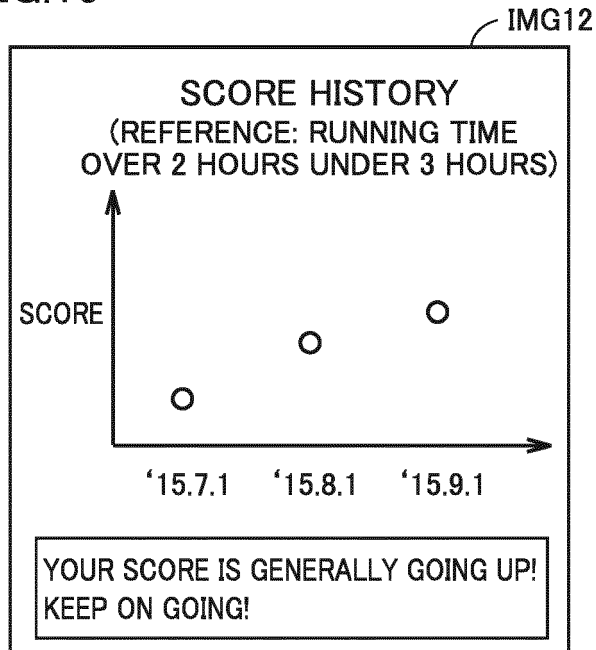 IMG12
SCORE HISTORY
(REFERENCE: RUNNING TIME
OVER 2 HOURS UNDER 3 HOURS)
SCORE
‘15.7.1 ‘15.8.1 ‘15.9.1
YOUR SCORE IS GENERALLY GOING UP!
KEEP ON GOING!